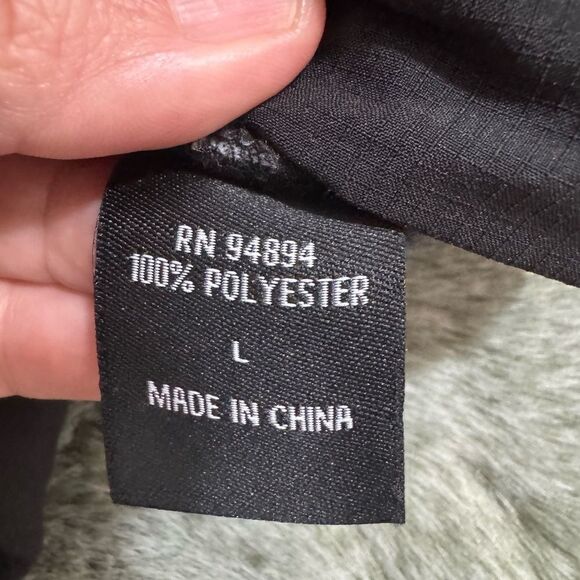 RN 94894
100% POLYESTER
L
MADE IN CHINA